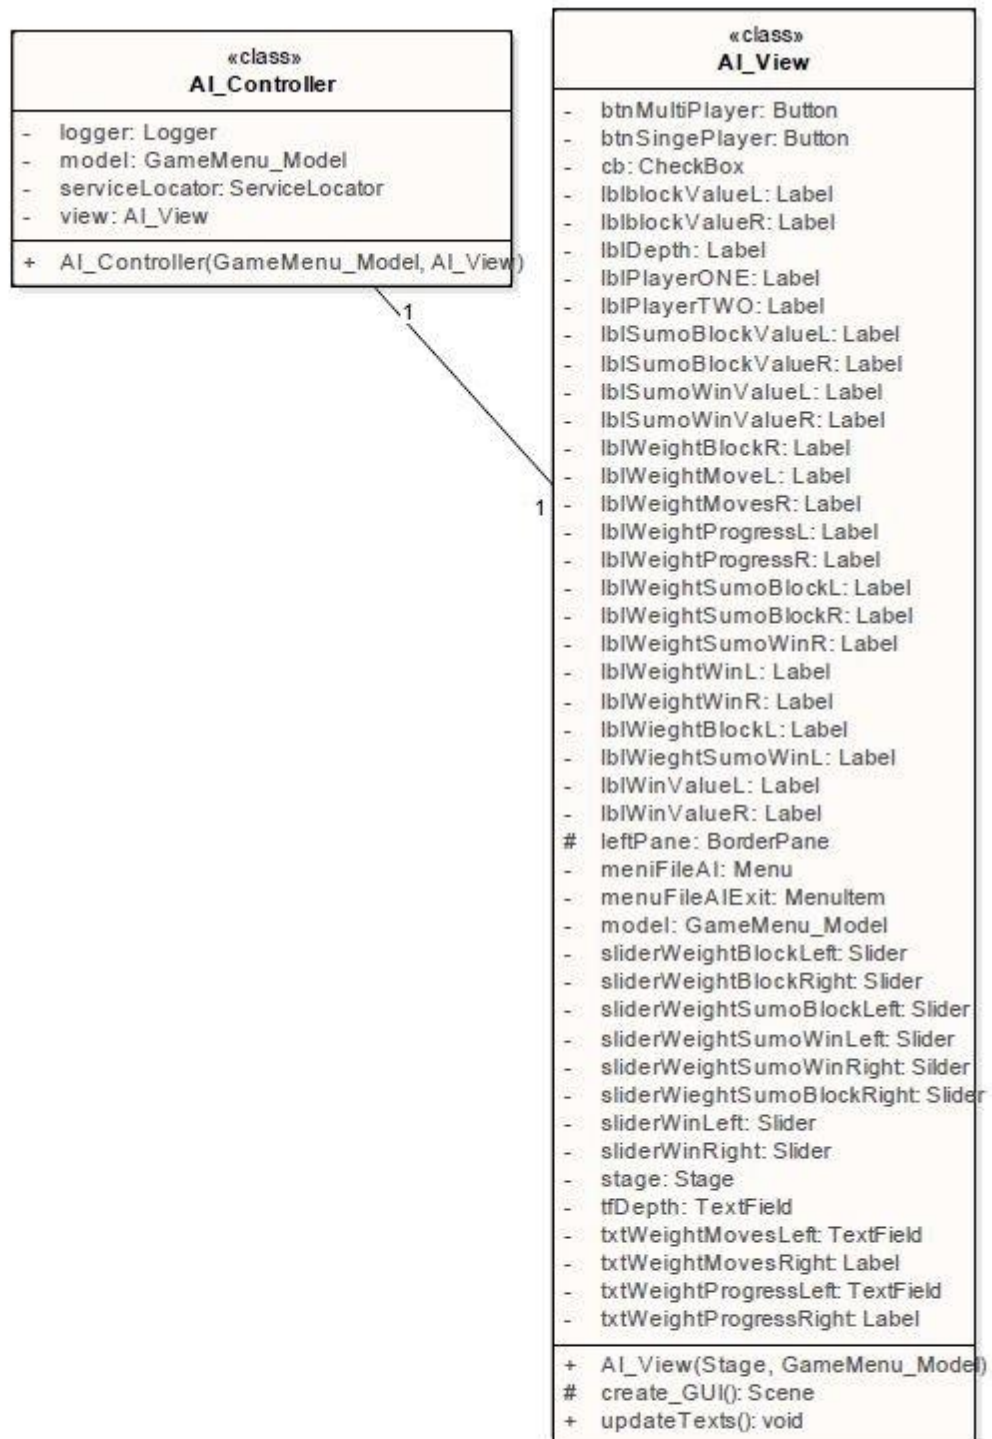 «class»
AI_Controller
- logger: Logger
- model: GameMenu_Model
- serviceLocator: ServiceLocator
- view: AI_View
+ AI_Controller(GameMenu_Model, AI_View)
1
1
«class»
AI_View
- btnMultiPlayer: Button
- btnSingePlayer: Button
- cb: CheckBox
- lblblockValueL: Label
- lblblockValueR: Label
- lblDepth: Label
- lblPlayerONE: Label
- lblPlayerTWO: Label
- lblSumoBlockValueL: Label
- lblSumoBlockValueR: Label
- lblSumoWinValueL: Label
- lblSumoWinValueR: Label
- lblWeightBlockR: Label
- lblWeightMoveL: Label
- lblWeightMovesR: Label
- lblWeightProgressL: Label
- lblWeightProgressR: Label
- lblWeightSumoBlockL: Label
- lblWeightSumoBlockR: Label
- lblWeightSumoWinR: Label
- lblWeightWinL: Label
- lblWeightWinR: Label
- lblWieghtBlockL: Label
- lblWieghtSumoWinL: Label
- lblWinValueL: Label
- lblWinValueR: Label
# leftPane: BorderPane
- meniFileAI: Menu
- menuFileAIExit: MenuItem
- model: GameMenu_Model
- sliderWeightBlockLeft: Slider
- sliderWeightBlockRight: Slider
- sliderWeightSumoBlockLeft: Slider
- sliderWeightSumoWinLeft: Slider
- sliderWeightSumoWinRight: Silder
- sliderWieghtSumoBlockRight: Slider
- sliderWinLeft: Slider
- sliderWinRight: Slider
- stage: Stage
- tfDepth: TextField
- txtWeightMovesLeft: TextField
- txtWeightMovesRight: Label
- txtWeightProgressLeft: TextField
- txtWeightProgressRight: Label
+ AI_View(Stage, GameMenu_Model)
# create_GUI(): Scene
+ updateTexts(): void